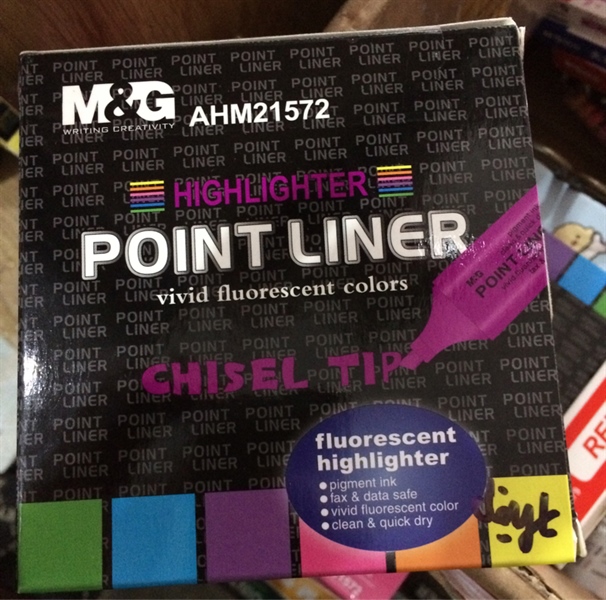 M&G
WRITING CREATIVITY
AHM21572
HIGHLIGHTER
POINT LINER
vivid fluorescent colors
M&G
CHISEL TIP
fluorescent
highlighter
• pigment ink
• fax & data safe
• vivid fluorescent color
• clean & quick dry